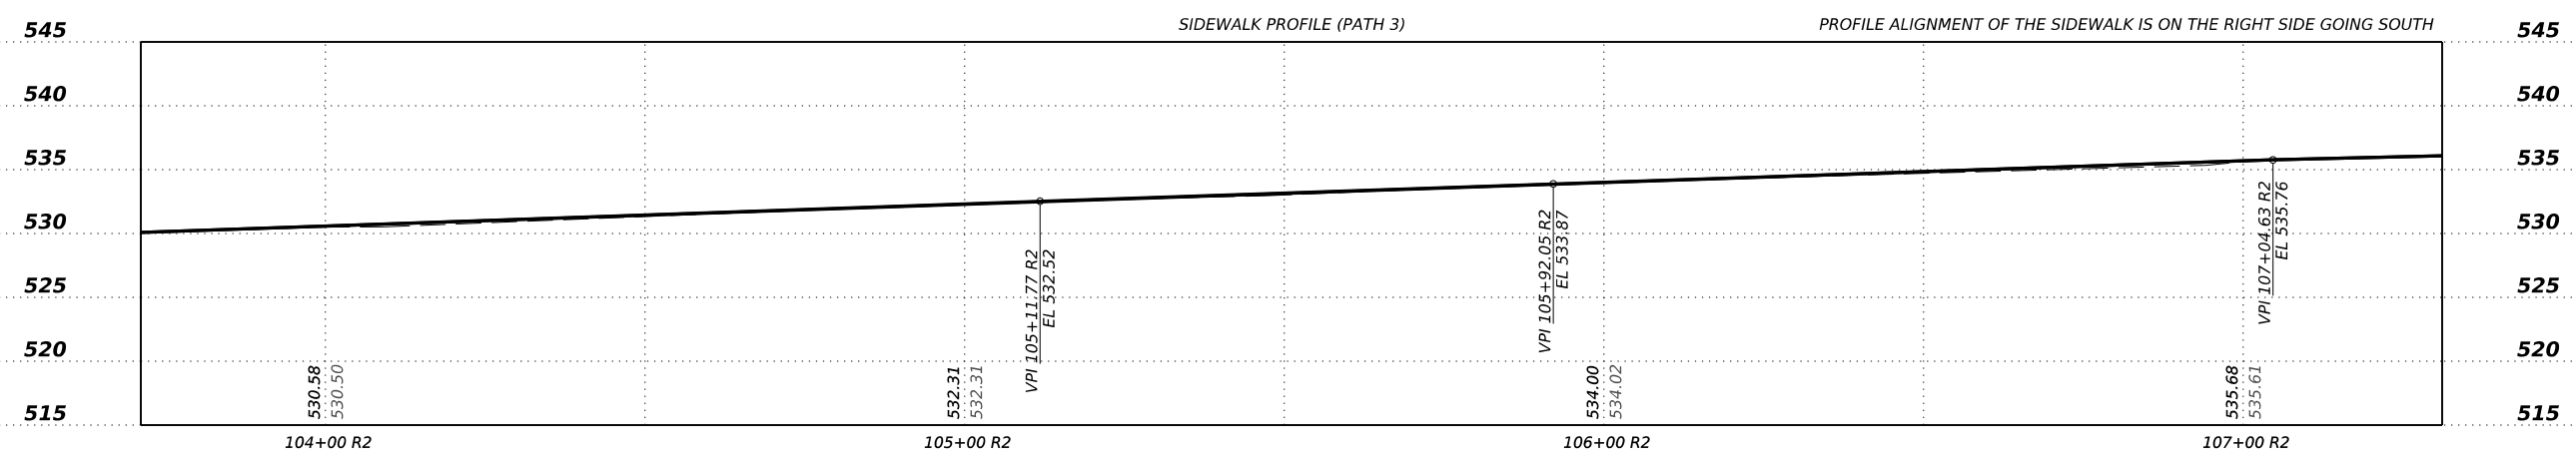 SIDEWALK PROFILE (PATH 3)
PROFILE ALIGNMENT OF THE SIDEWALK IS ON THE RIGHT SIDE GOING SOUTH
545
545
540
540
535
535
530
530
525
525
520
520
515
515
VPI 105+11.77 R2
EL 532.52
VPI 105+92.05 R2
EL 533.87
VPI 107+04.63 R2
EL 535.76
530.58
530.50
532.31
532.31
534.00
534.02
535.68
535.61
104+00 R2
105+00 R2
106+00 R2
107+00 R2